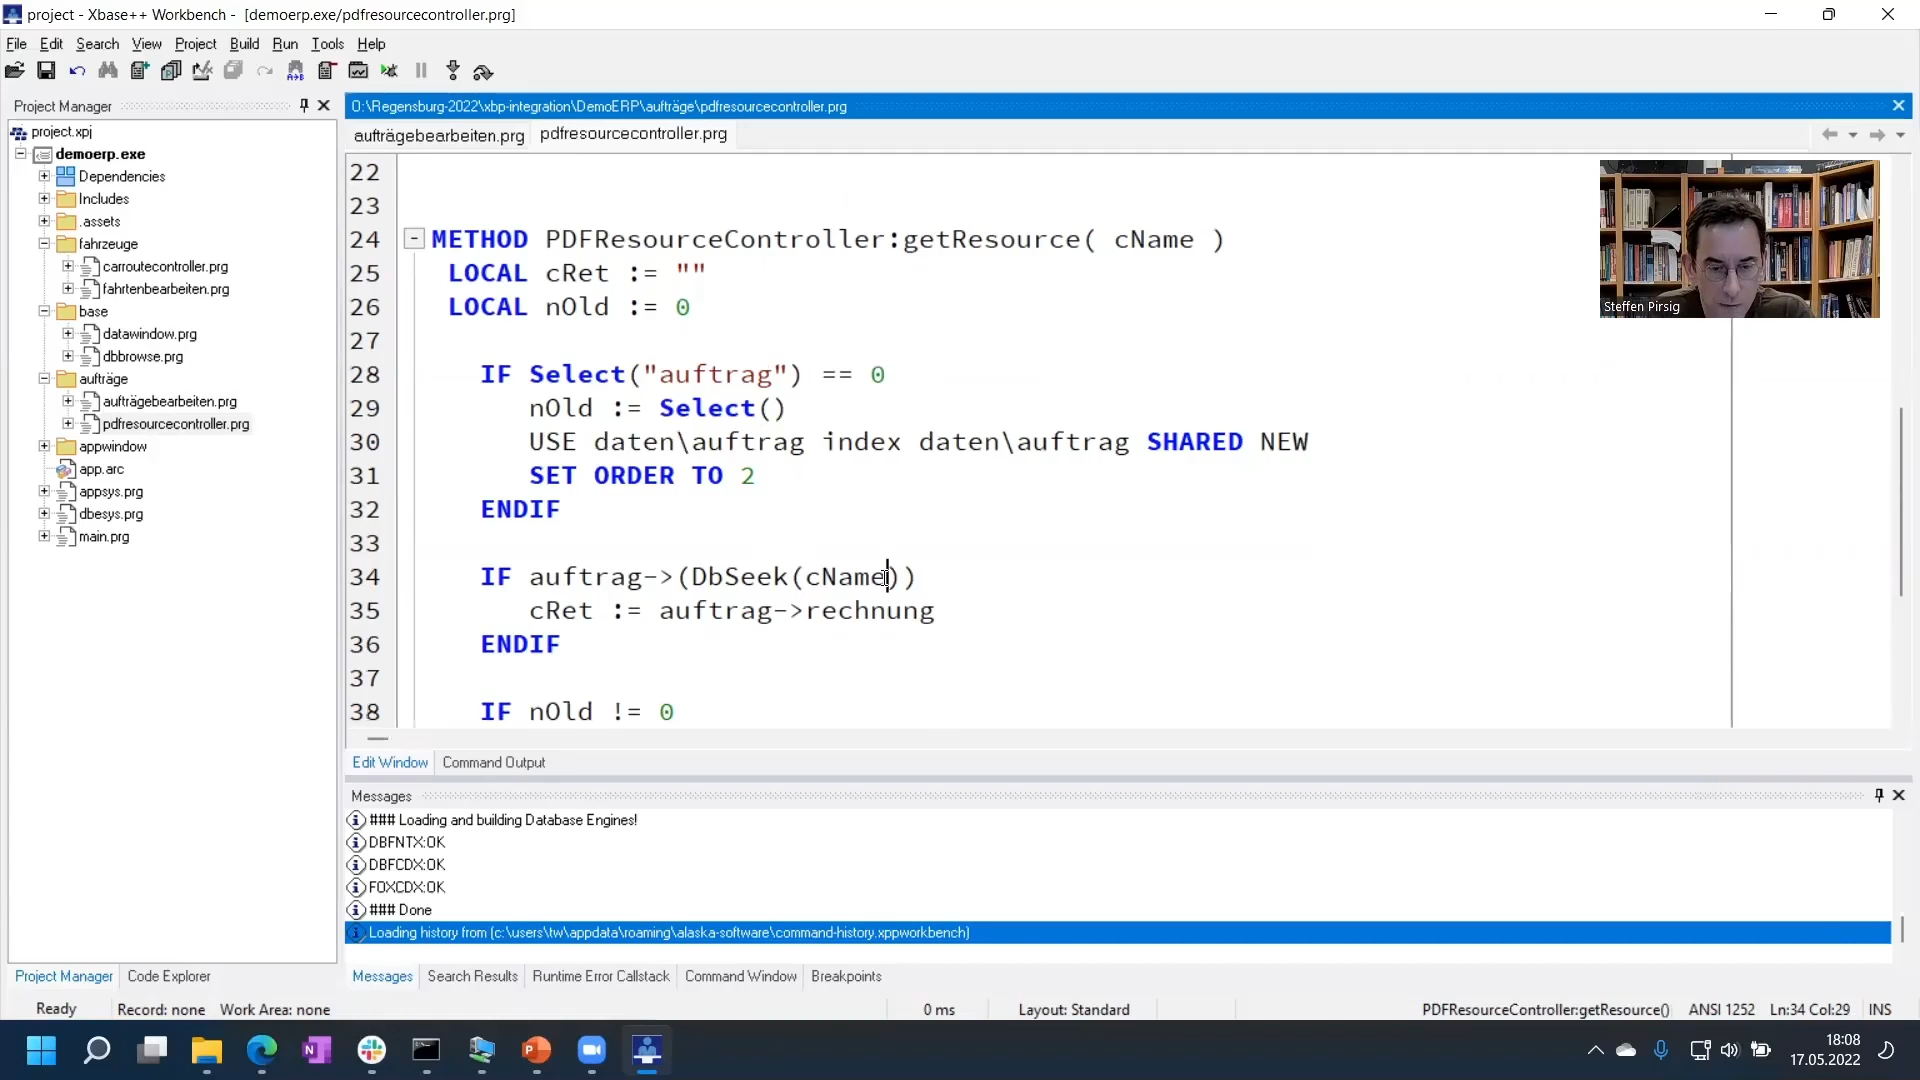 project - Xbase++ Workbench - [demoerp.exe/pdfresourcecontroller.prg]
File Edit Search View Project Build Run Tools Help
Project Manager
O:\Regensburg-2022\xbp-integration\DemoERP\aufträge\pdfresourcecontroller.prg
project.xpj
demoerp.exe
Dependencies
Includes
.assets
fahrzeuge
carroutecontroller.prg
fahrtenbearbeiten.prg
base
datawindow.prg
dbbrowse.prg
aufträge
aufträgebearbeiten.prg
pdfresourcecontroller.prg
appwindow
app.arc
appsys.prg
dbesys.prg
main.prg
aufträgebearbeiten.prg pdfresourcecontroller.prg
22
23
24 METHOD PDFResourceController:getResource( cName )
25 LOCAL cRet := ""
26 LOCAL nOld := 0
27
28 IF Select("auftrag") == 0
29 nOld := Select()
30 USE daten\auftrag index daten\auftrag SHARED NEW
31 SET ORDER TO 2
32 ENDIF
33
34 IF auftrag->(DbSeek(cName))
35 cRet := auftrag->rechnung
36 ENDIF
37
38 IF nOld != 0
Steffen Pirsig
Edit Window Command Output
Messages
### Loading and building Database Engines!
DBFNTX:OK
DBFCDX:OK
FOXCDX:OK
### Done
Loading history from (c:\users\tw\appdata\roaming\alaska-software\command-history.xppworkbench)
Project Manager Code Explorer
Messages Search Results Runtime Error Callstack Command Window Breakpoints
Ready Record: none Work Area: none 0 ms Layout: Standard PDFResourceController:getResource() ANSI 1252 Ln:34 Col:29 INS
18:08
17.05.2022